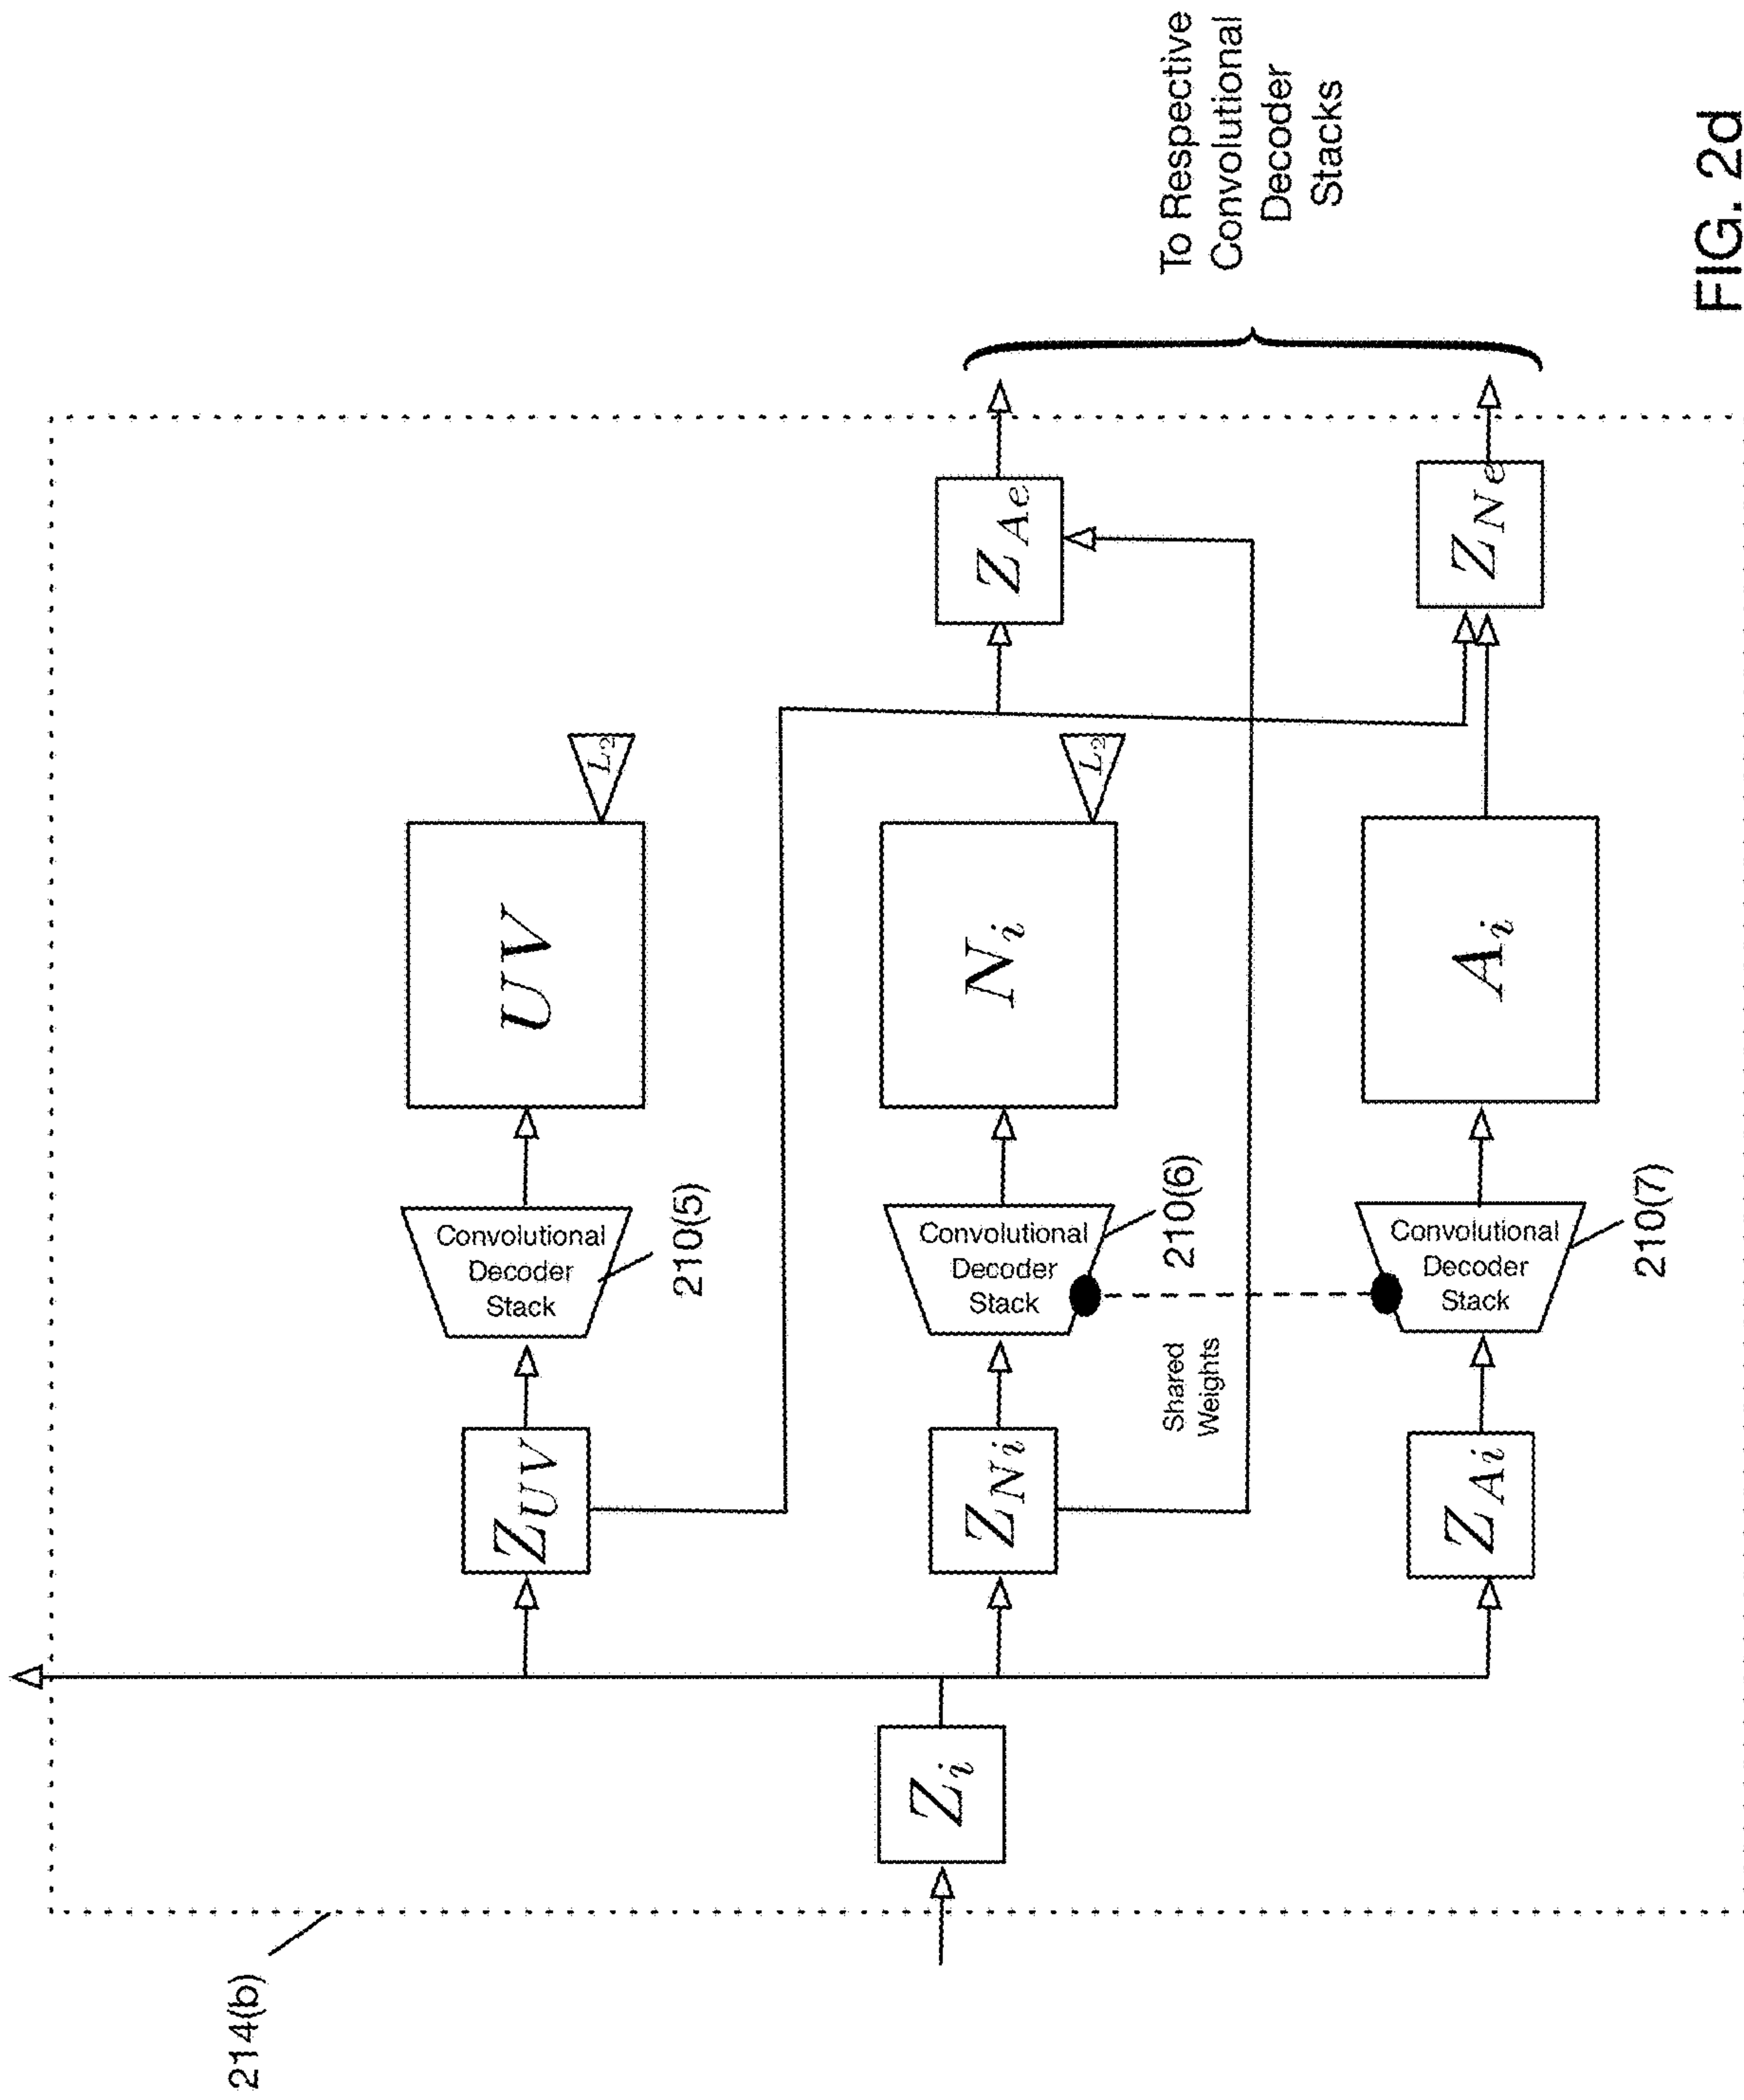 214(b)
Z_i
Z_{UV}
Convolutional
Decoder
Stack
210(5)
UV
L_2
Z_{Ni}
Convolutional
Decoder
Stack
210(6)
N_i
L_2
Shared
Weights
Z_{Ai}
Convolutional
Decoder
Stack
210(7)
A_i
Z_{Ae}
Z_{Ne}
To Respective
Convolutional
Decoder
Stacks
FIG. 2d